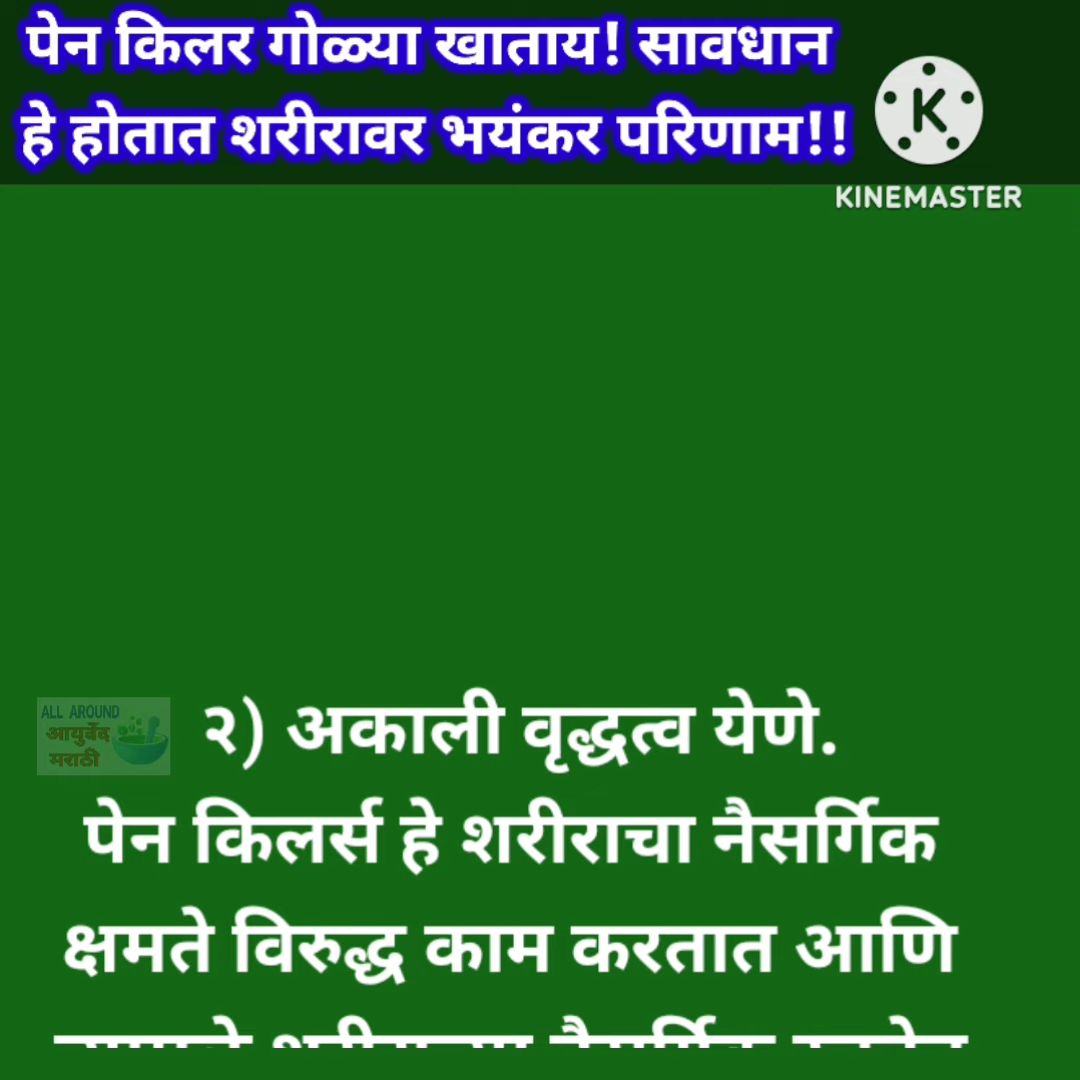 पेन किलर गोळ्या खाताय! सावधान
हे होतात शरीरावर भयंकर परिणाम!!
K
KINEMASTER
ALL AROUND
आयुर्वेद
मराठी
२) अकाली वृद्धत्व येणे.
पेन किलर्स हे शरीराचा नैसर्गिक
क्षमते विरुद्ध काम करतात आणि